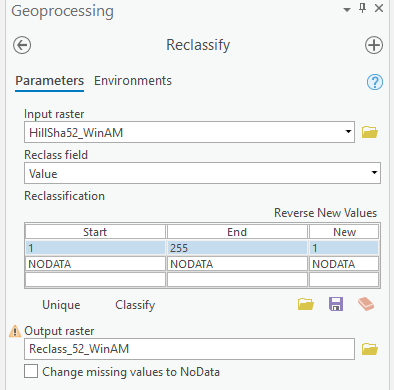 Geoprocessing
Reclassify
Parameters Environments
?
Input raster
HillSha52_WinAM
Reclass field
Value
Reclassification
Reverse New Values
Start End New
1 255 1
NODATA NODATA NODATA
Unique Classify
Output raster
Reclass_52_WinAM
Change missing values to NoData